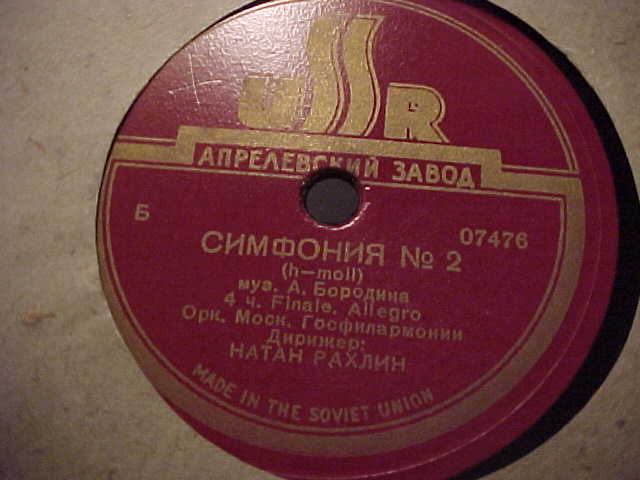 USSR
АПРЕЛЕВСКИЙ ЗАВОД
Б
07476
СИМФОНИЯ № 2
(h–moll)
муз. А. Бородина
4 ч. Finale. Allegro
Орк. Моск. Госфилармонии
Дирижер:
НАТАН РАХЛИН
MADE IN THE SOVIET UNION